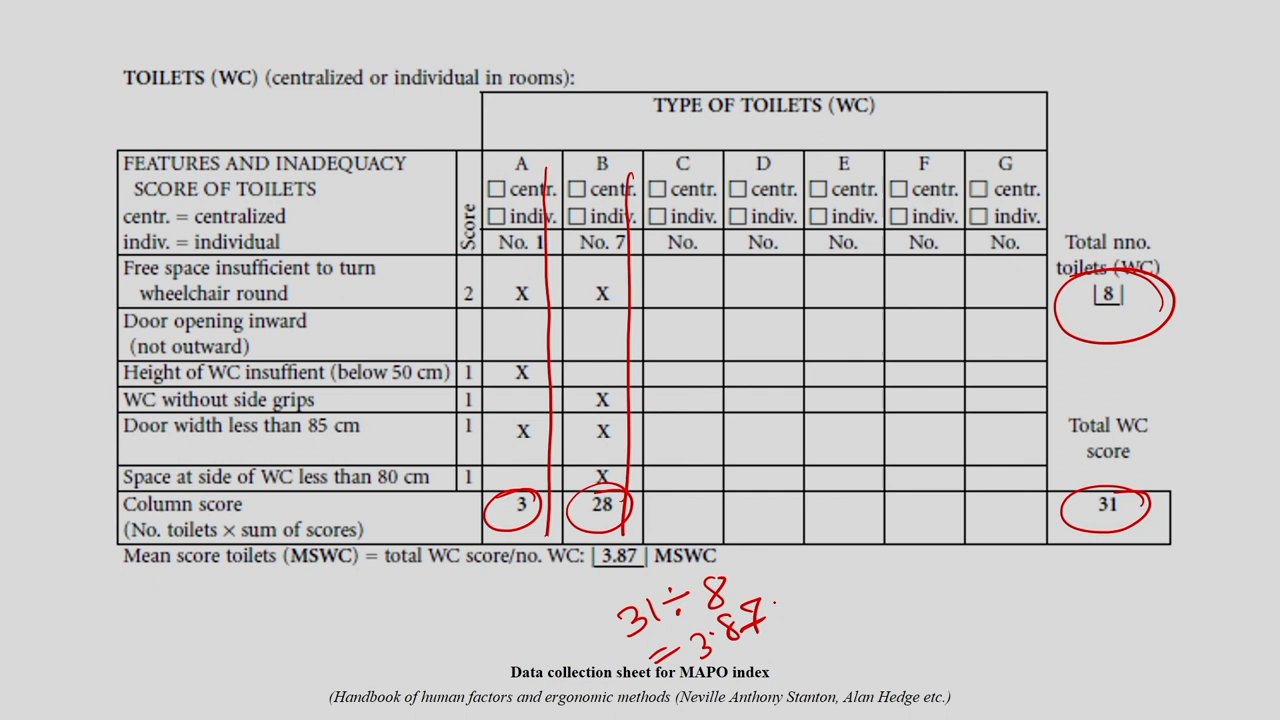 TOILETS (WC) (centralized or individual in rooms):
TYPE OF TOILETS (WC)
FEATURES AND INADEQUACY SCORE OF TOILETS
centr. = centralized
indiv. = individual
Score
A B C D E F G
☐ centr. ☐ centr. ☐ centr. ☐ centr. ☐ centr. ☐ centr. ☐ centr.
☐ indiv. ☐ indiv. ☐ indiv. ☐ indiv. ☐ indiv. ☐ indiv. ☐ indiv.
No. 1 No. 7 No. No. No. No. No.
Total nno.
toilets (WC)
8
Free space insufficient to turn
wheelchair round 2 X X
Door opening inward
(not outward)
Height of WC insuffient (below 50 cm) 1 X
WC without side grips 1 X
Door width less than 85 cm 1 X X
Total WC
score
Space at side of WC less than 80 cm 1 X
Column score 3 28 31
(No. toilets × sum of scores)
Mean score toilets (MSWC) = total WC score/no. WC: | 3.87 | MSWC
31 ÷ 8
= 3.87
Data collection sheet for MAPO index
(Handbook of human factors and ergonomic methods (Neville Anthony Stanton, Alan Hedge etc.)